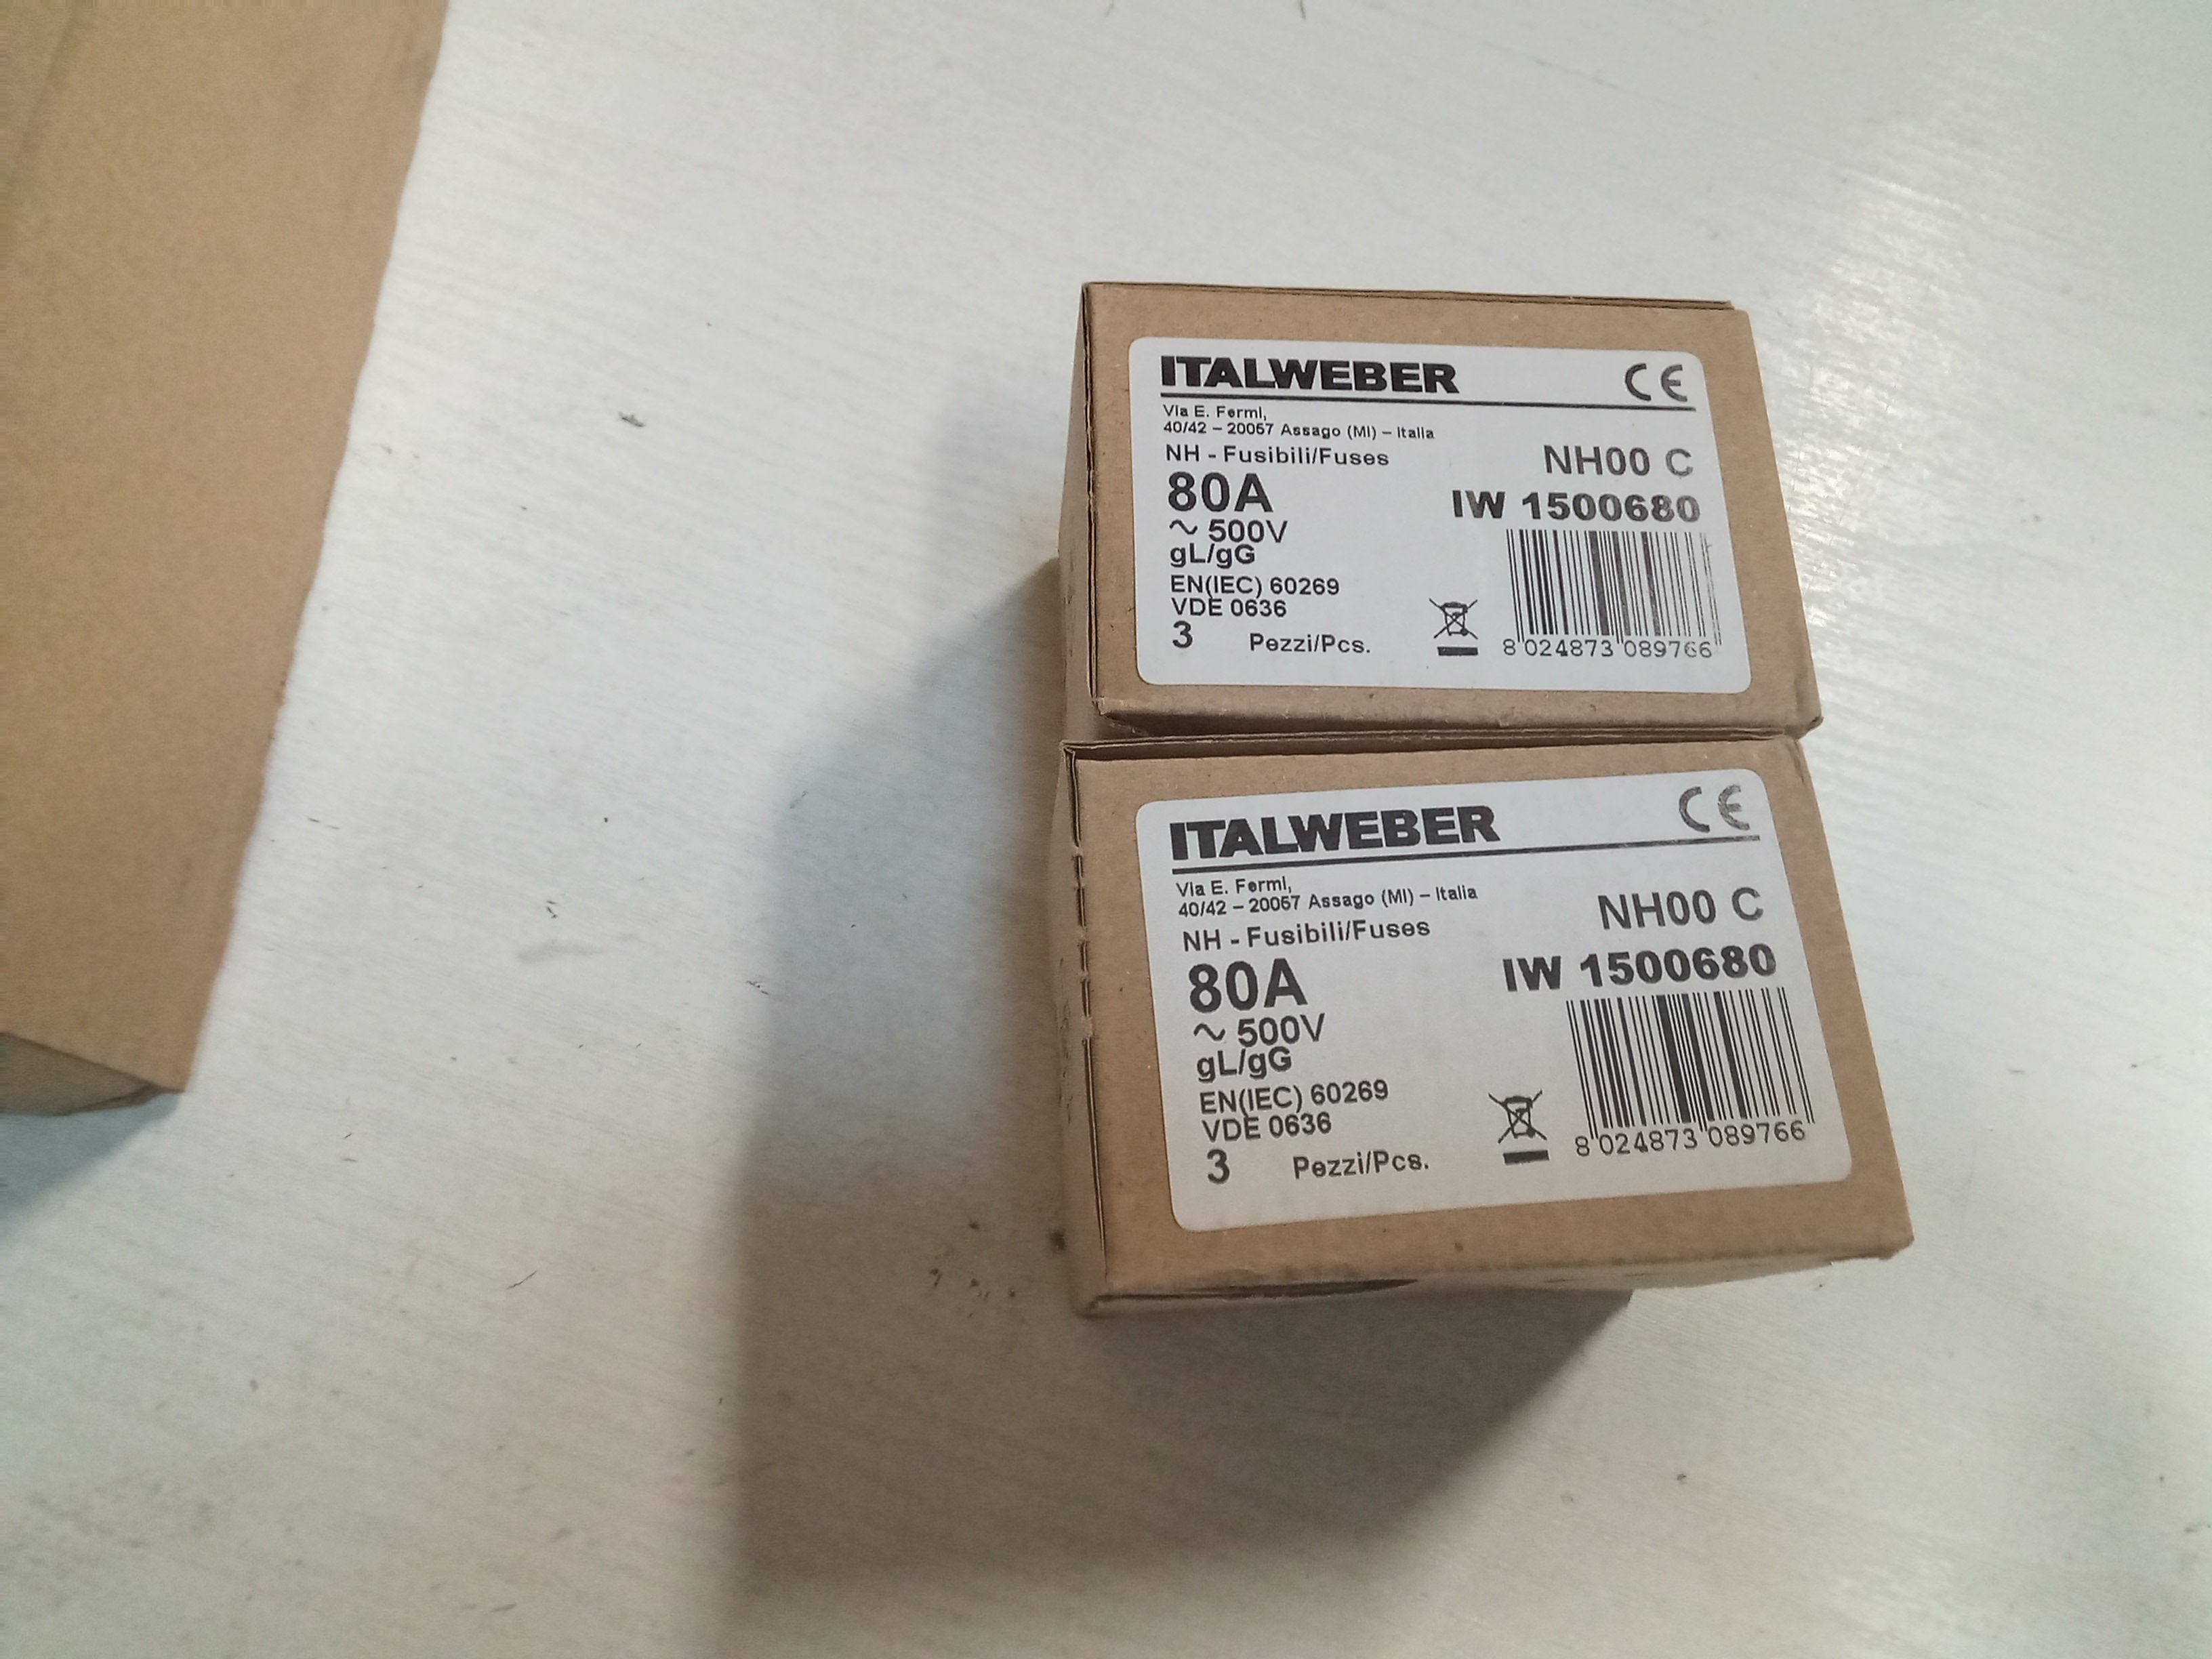 ITALWEBER
CE
Via E. Fermi,
40/42 – 20057 Assago (MI) – Italia
NH - Fusibili/Fuses
NH00 C
80A
IW 1500680
~ 500V
gL/gG
EN(IEC) 60269
VDE 0636
3 Pezzi/Pcs.
8 024873 089766
ITALWEBER
CE
Via E. Fermi,
40/42 – 20057 Assago (MI) – Italia
NH - Fusibili/Fuses
NH00 C
80A
IW 1500680
~ 500V
gL/gG
EN(IEC) 60269
VDE 0636
3 Pezzi/Pcs.
8 024873 089766